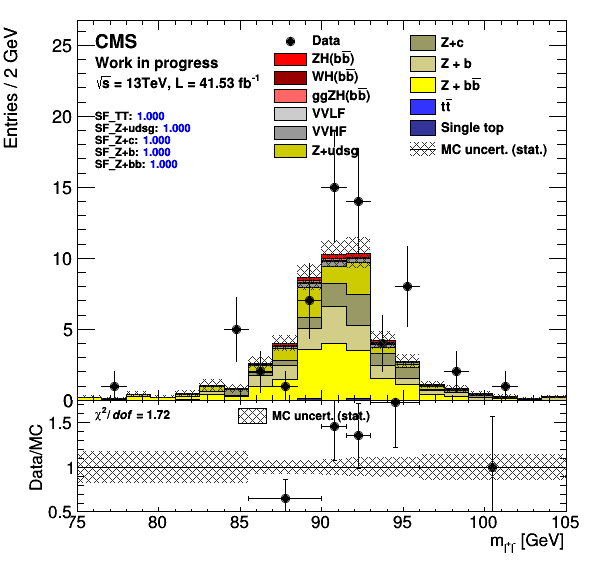 CMS
Work in progress
√s = 13TeV, L = 41.53 fb⁻¹
SF_TT: 1.000
SF_Z+udsg: 1.000
SF_Z+c: 1.000
SF_Z+b: 1.000
SF_Z+bb: 1.000
Data
ZH(bb̅)
WH(bb̅)
ggZH(bb̅)
VVLF
VVHF
Z+udsg
Z+c
Z + b
Z + bb̅
tt̅
Single top
MC uncert. (stat.)
Entries / 2 GeV
25
20
15
10
5
0
χ²/ dof = 1.72
MC uncert. (stat.)
Data/MC
1.5
1
0.5
75 80 85 90 95 100 105
m_l⁺l⁻ [GeV]